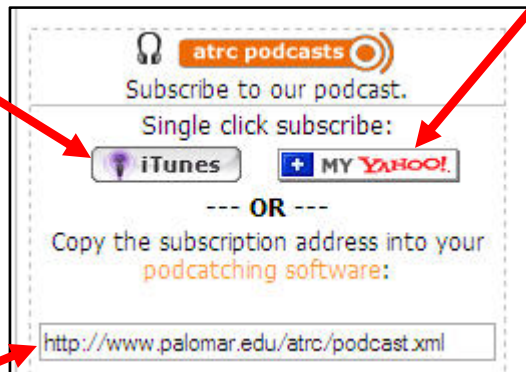 atrc podcasts
Subscribe to our podcast.
Single click subscribe:
iTunes + MY YAHOO!
--- OR ---
Copy the subscription address into your
podcatching software:
http://www.palomar.edu/atrc/podcast.xml